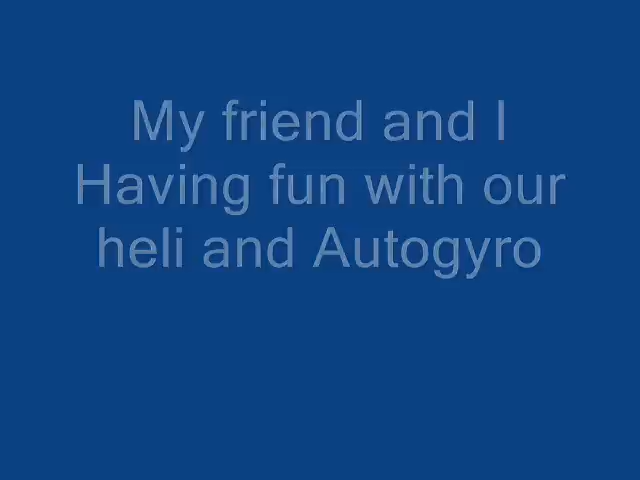 My friend and I
Having fun with our
heli and Autogyro